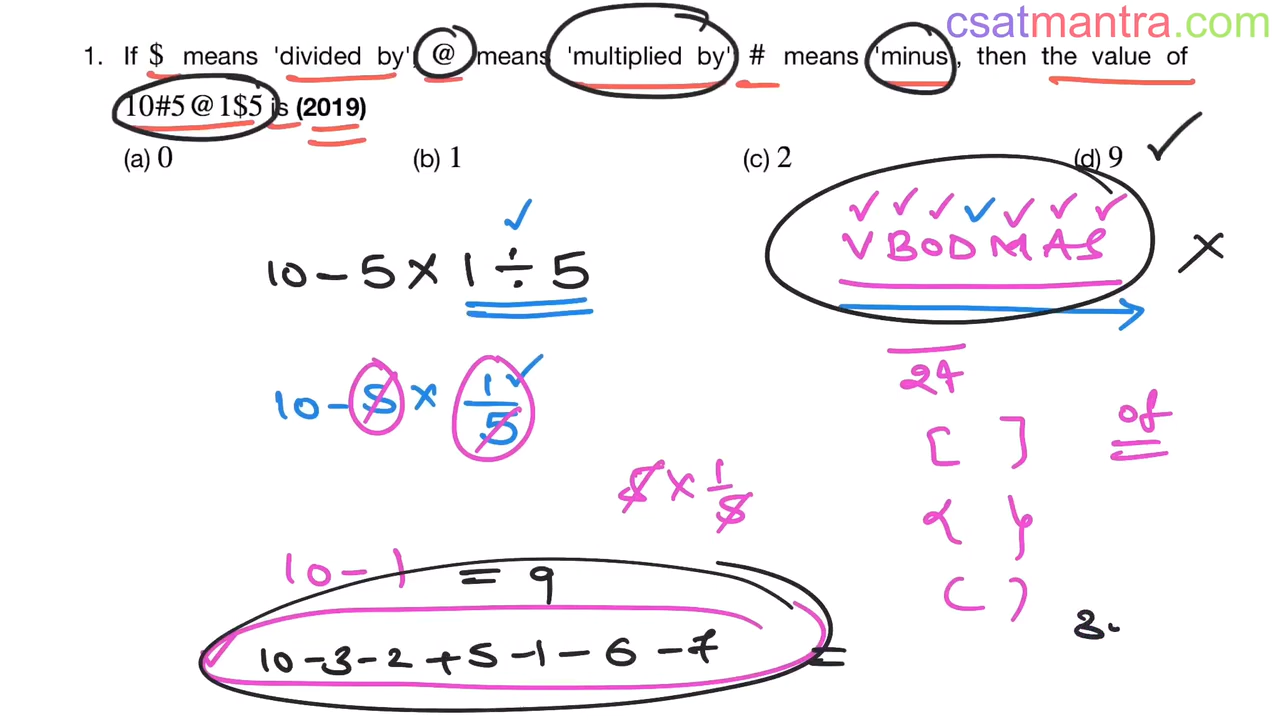 csatmantra.com
1. If $ means 'divided by', @ means 'multiplied by' # means 'minus', then the value of
10#5@1$5 is (2019)
(a) 0 (b) 1 (c) 2 (d) 9
VBODMAS
10 - 5 × 1 ÷ 5
24
10 - 5 × 1/5
of
[ ]
5 × 1/5
{ }
10 - 1 = 9
( )
10 - 3 - 2 + 5 - 1 - 6 - 7 =
3.